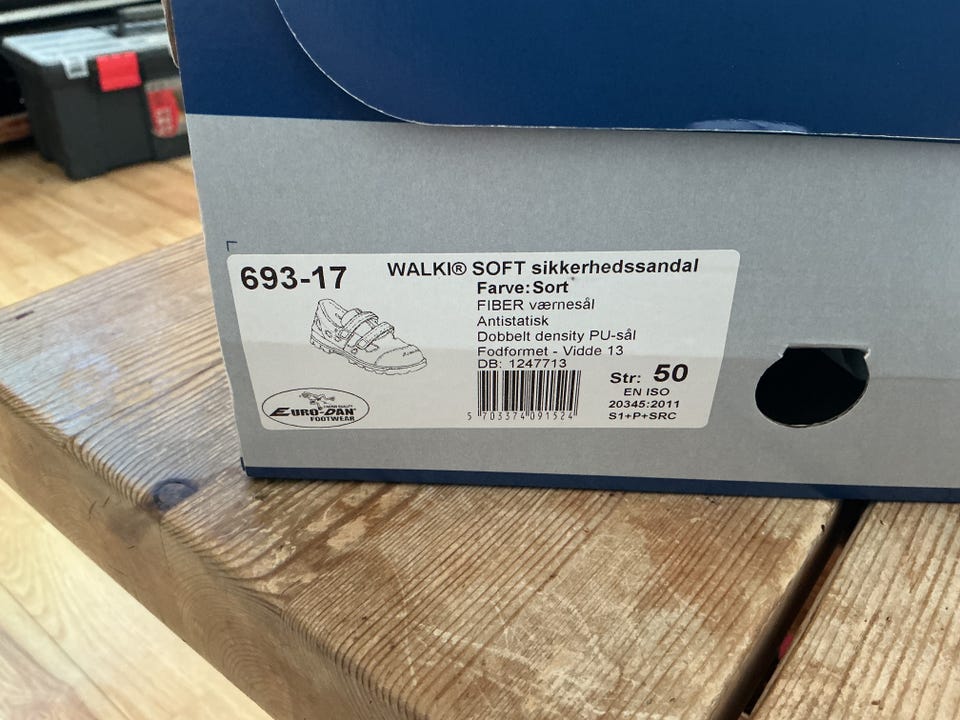 693-17
WALKI® SOFT sikkerhedssandal
Farve:Sort
FIBER værnesål
Antistatisk
Dobbelt density PU-sål
Fodformet - Vidde 13
DB: 1247713
5 703374 091524
Str: 50
EN ISO
20345:2011
S1+P+SRC
EURO-DAN®
FOOTWEAR